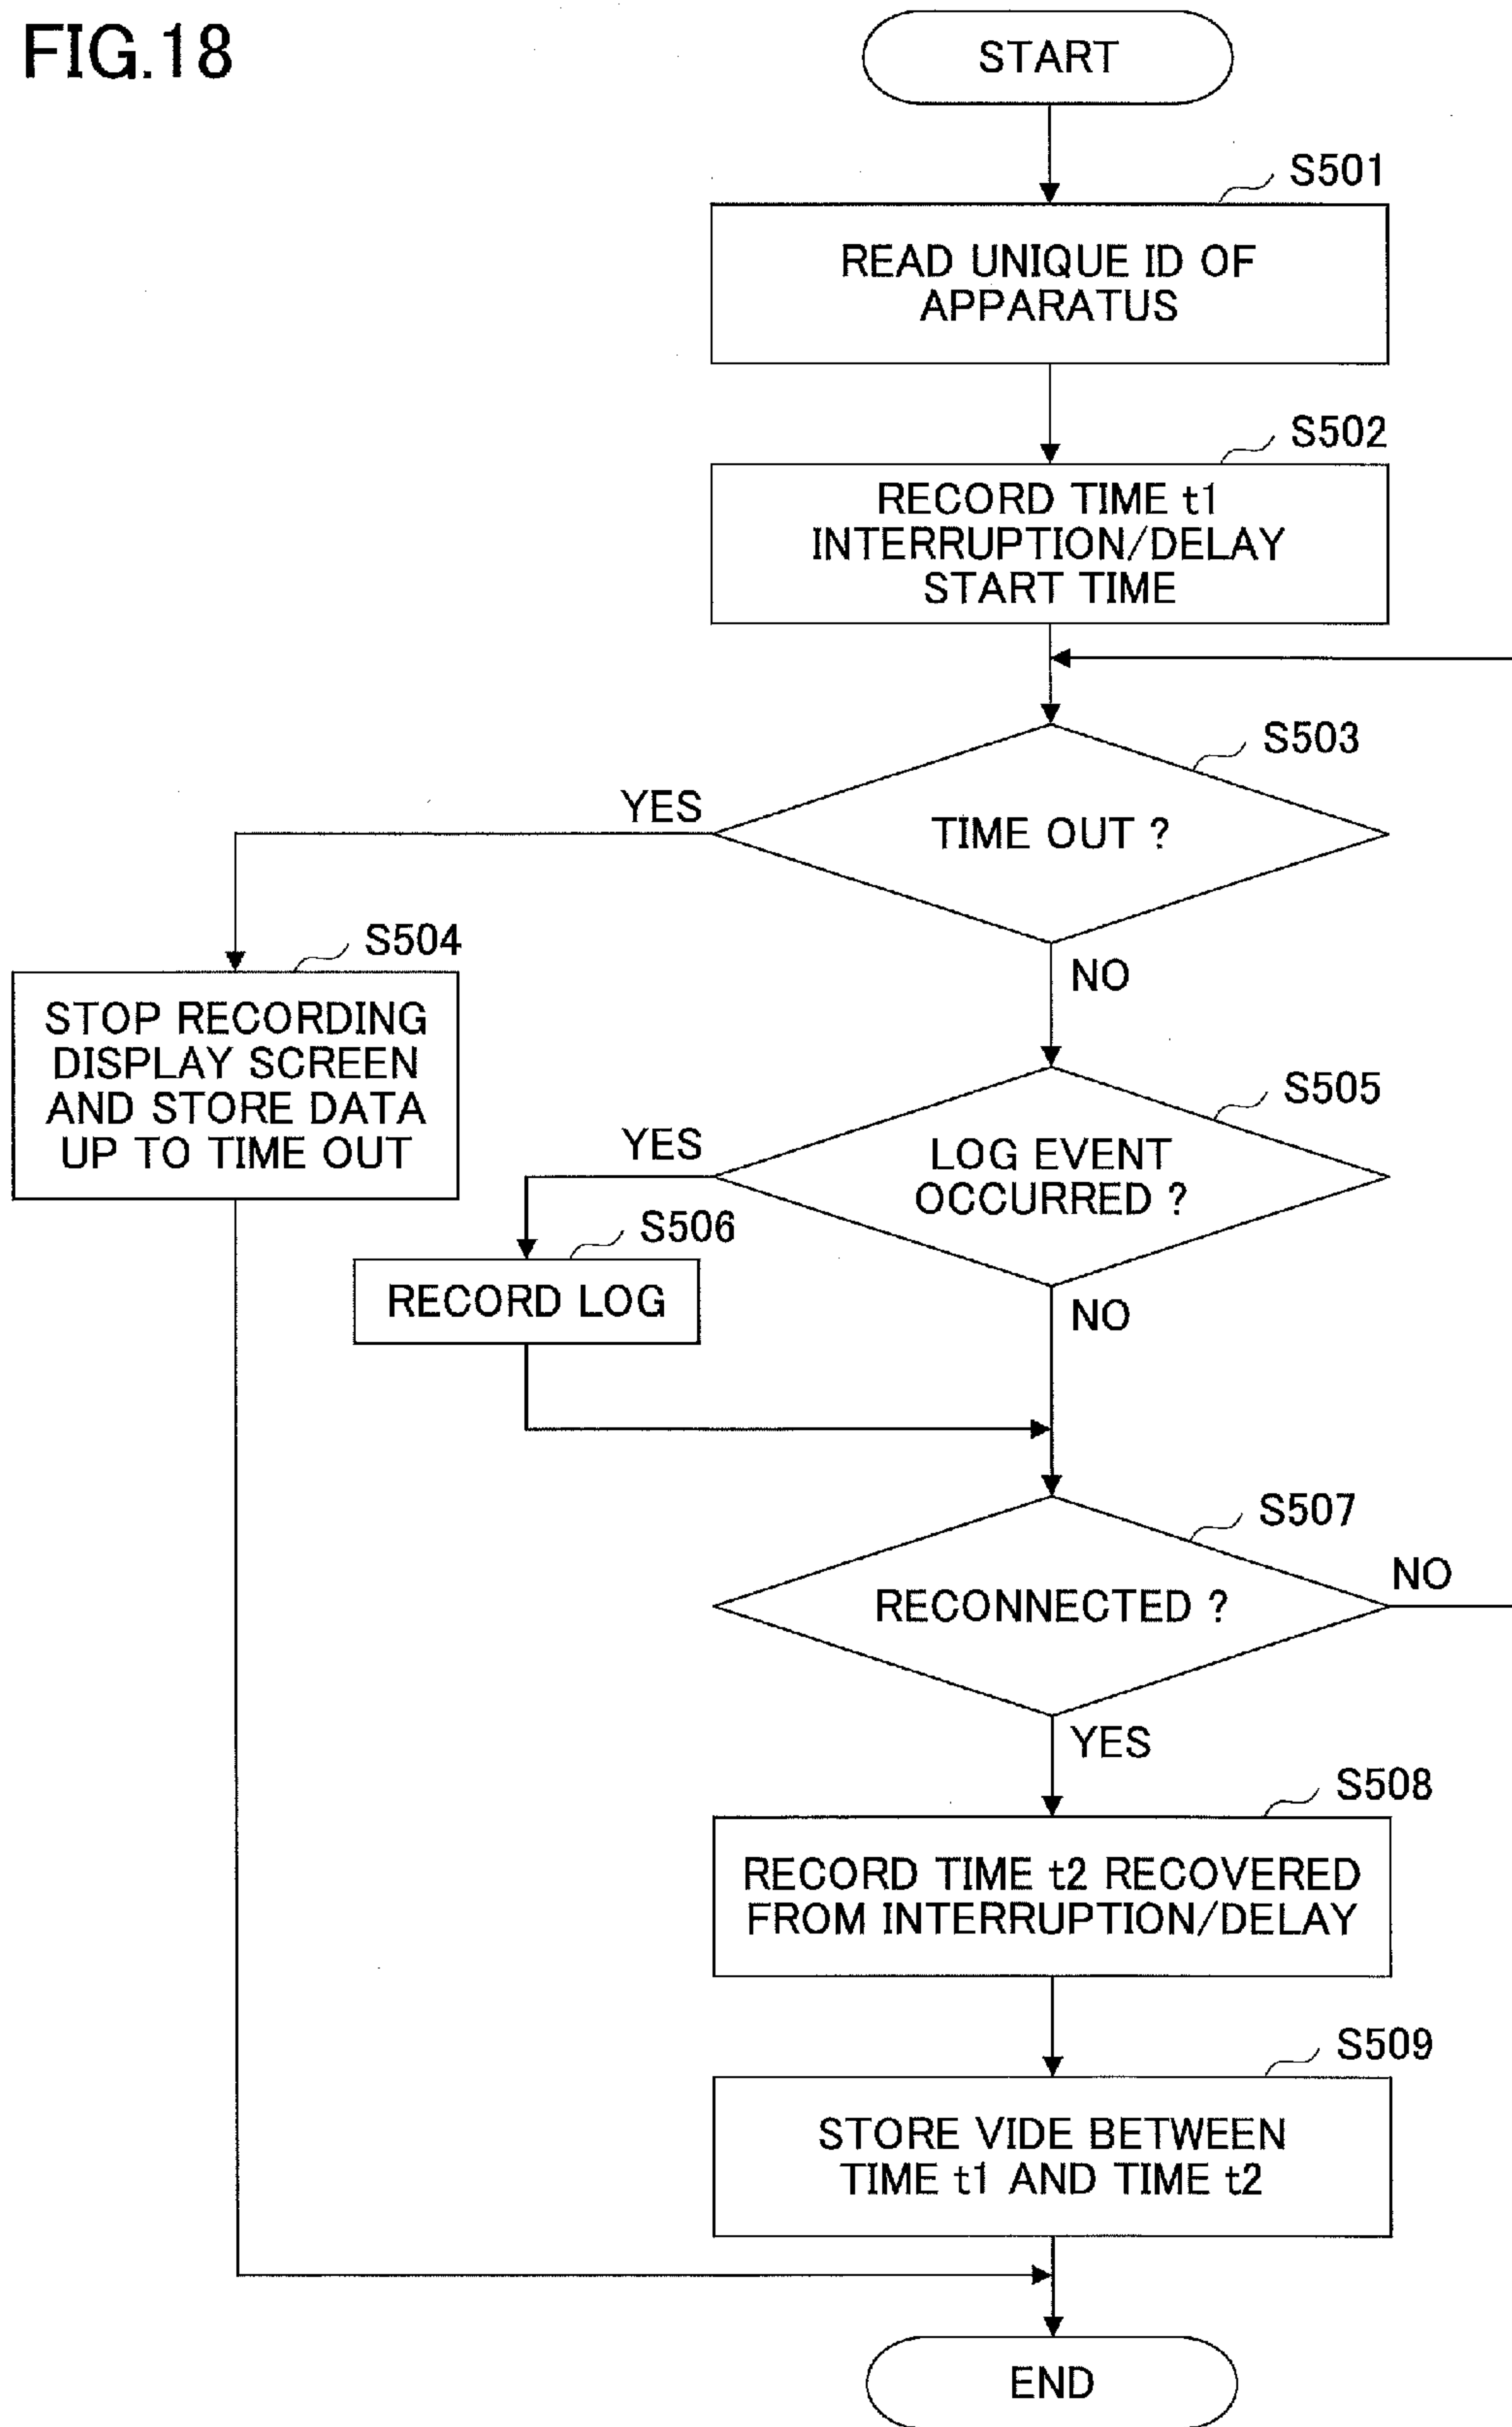 FIG.18
START
S501
READ UNIQUE ID OF
APPARATUS
S502
RECORD TIME t1
INTERRUPTION/DELAY
START TIME
S503
YES
TIME OUT ?
S504
NO
STOP RECORDING
DISPLAY SCREEN
AND STORE DATA
UP TO TIME OUT
S505
YES
LOG EVENT
OCCURRED ?
S506
RECORD LOG
NO
S507
RECONNECTED ?
NO
YES
S508
RECORD TIME t2 RECOVERED
FROM INTERRUPTION/DELAY
S509
STORE VIDE BETWEEN
TIME t1 AND TIME t2
END